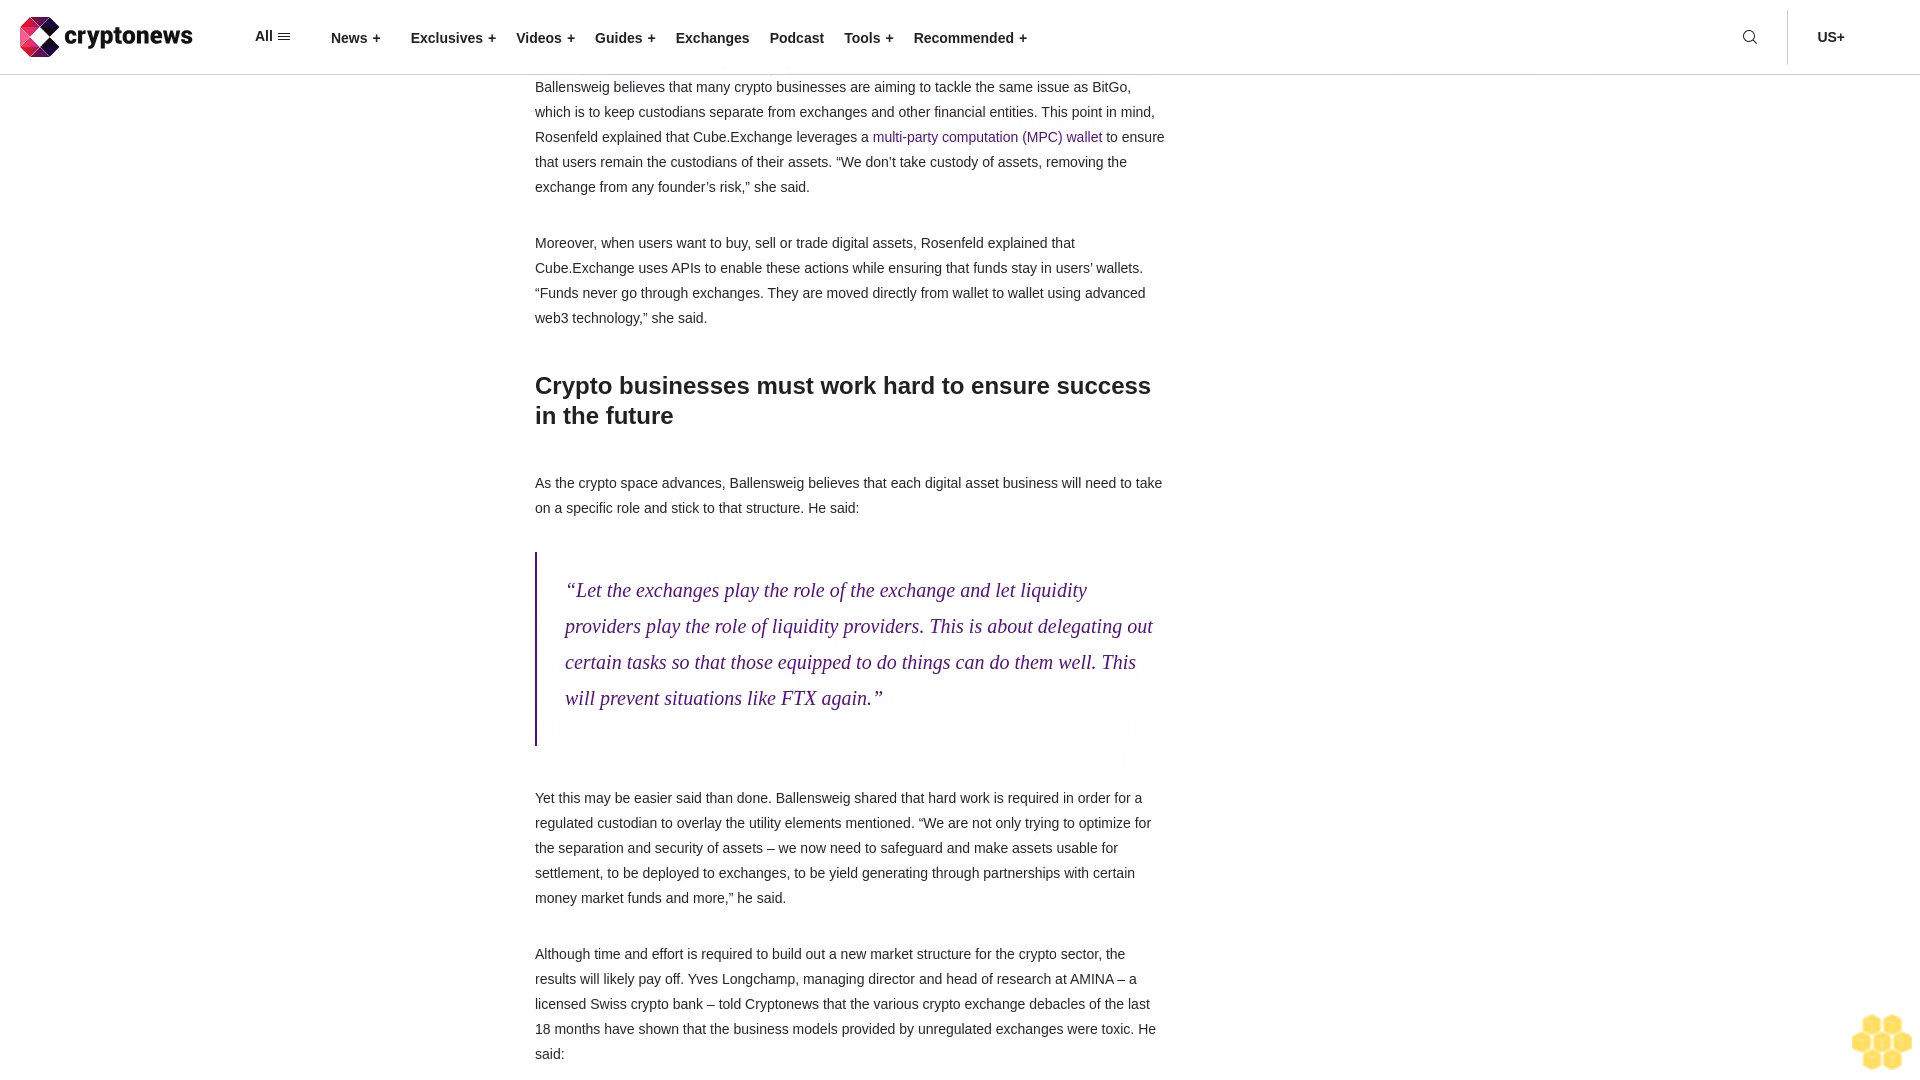 cryptonews
All
News +
Exclusives +
Videos +
Guides +
Exchanges
Podcast
Tools +
Recommended +
US+
Ballensweig believes that many crypto businesses are aiming to tackle the same issue as BitGo,
which is to keep custodians separate from exchanges and other financial entities. This point in mind,
Rosenfeld explained that Cube.Exchange leverages a multi-party computation (MPC) wallet to ensure
that users remain the custodians of their assets. “We don’t take custody of assets, removing the
exchange from any founder’s risk,” she said.
Moreover, when users want to buy, sell or trade digital assets, Rosenfeld explained that
Cube.Exchange uses APIs to enable these actions while ensuring that funds stay in users’ wallets.
“Funds never go through exchanges. They are moved directly from wallet to wallet using advanced
web3 technology,” she said.
Crypto businesses must work hard to ensure success
in the future
As the crypto space advances, Ballensweig believes that each digital asset business will need to take
on a specific role and stick to that structure. He said:
“Let the exchanges play the role of the exchange and let liquidity
providers play the role of liquidity providers. This is about delegating out
certain tasks so that those equipped to do things can do them well. This
will prevent situations like FTX again.”
Yet this may be easier said than done. Ballensweig shared that hard work is required in order for a
regulated custodian to overlay the utility elements mentioned. “We are not only trying to optimize for
the separation and security of assets – we now need to safeguard and make assets usable for
settlement, to be deployed to exchanges, to be yield generating through partnerships with certain
money market funds and more,” he said.
Although time and effort is required to build out a new market structure for the crypto sector, the
results will likely pay off. Yves Longchamp, managing director and head of research at AMINA – a
licensed Swiss crypto bank – told Cryptonews that the various crypto exchange debacles of the last
18 months have shown that the business models provided by unregulated exchanges were toxic. He
said: